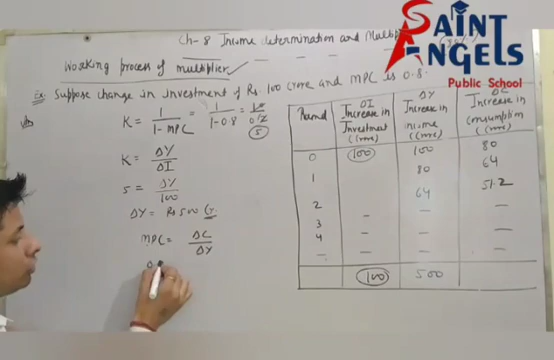 Ch-8 Income determination and Multiplier
SAINT
ANGELS
Public School
Working process of multiplier
Ex. Suppose change in investment of Rs. 100 crore and MPC is 0.8.
K = 1 / 1-MPC = 1 / 1-0.8 = 10 / 0.2
5
K = ΔY / ΔI
5 = ΔY / 100
ΔY = Rs 500 Cr.
MPC = ΔC / ΔY
0.
Round ΔI Increase in Investment (Crore) ΔY Increase in income (Crore) ΔC Increase in consumption (Crore)
0 100 100 80
1 80 64
2 64 51.2
3 - - -
4 - - -
- - - -
100 500